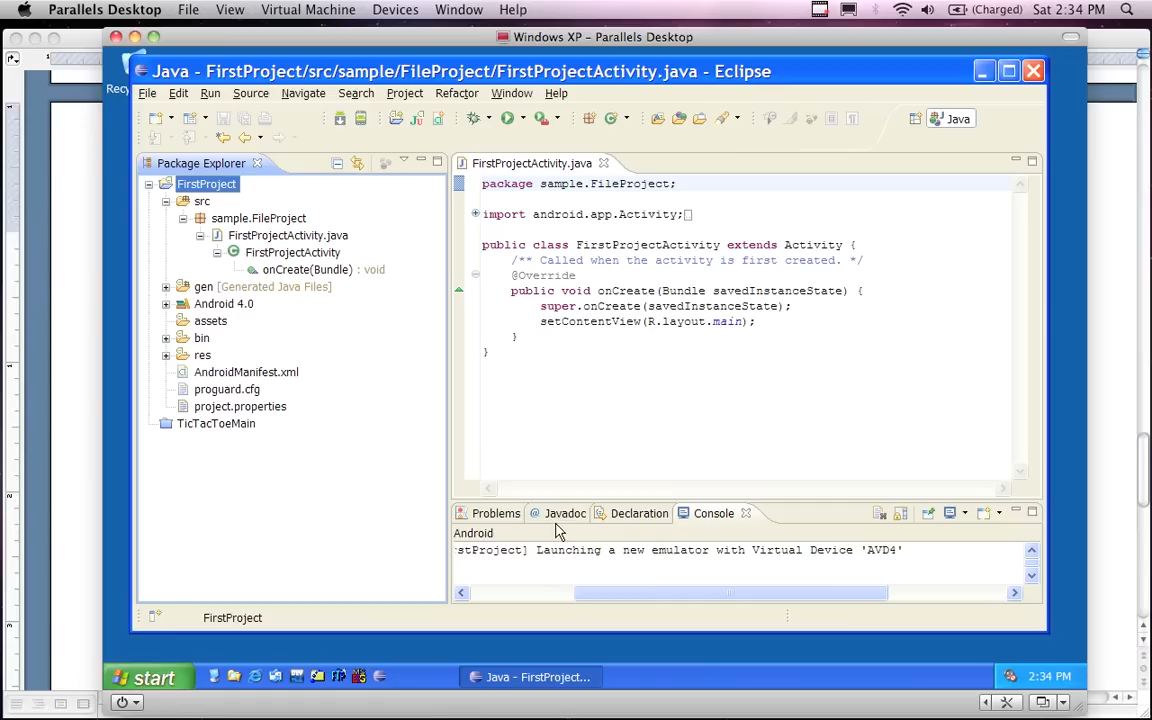 Parallels Desktop File View Virtual Machine Devices Window Help (Charged) Sat 2:34 PM
Windows XP - Parallels Desktop
Java - FirstProject/src/sample/FileProject/FirstProjectActivity.java - Eclipse
File Edit Run Source Navigate Search Project Refactor Window Help
Java
Package Explorer
FirstProject
src
sample.FileProject
FirstProjectActivity.java
FirstProjectActivity
onCreate(Bundle) : void
gen [Generated Java Files]
Android 4.0
assets
bin
res
AndroidManifest.xml
proguard.cfg
project.properties
TicTacToeMain
FirstProjectActivity.java
package sample.FileProject;
import android.app.Activity;
public class FirstProjectActivity extends Activity {
/** Called when the activity is first created. */
@Override
public void onCreate(Bundle savedInstanceState) {
super.onCreate(savedInstanceState);
setContentView(R.layout.main);
}
}
Problems @ Javadoc Declaration Console
Android
rstProject] Launching a new emulator with Virtual Device 'AVD4'
FirstProject
start Java - FirstProject... 2:34 PM